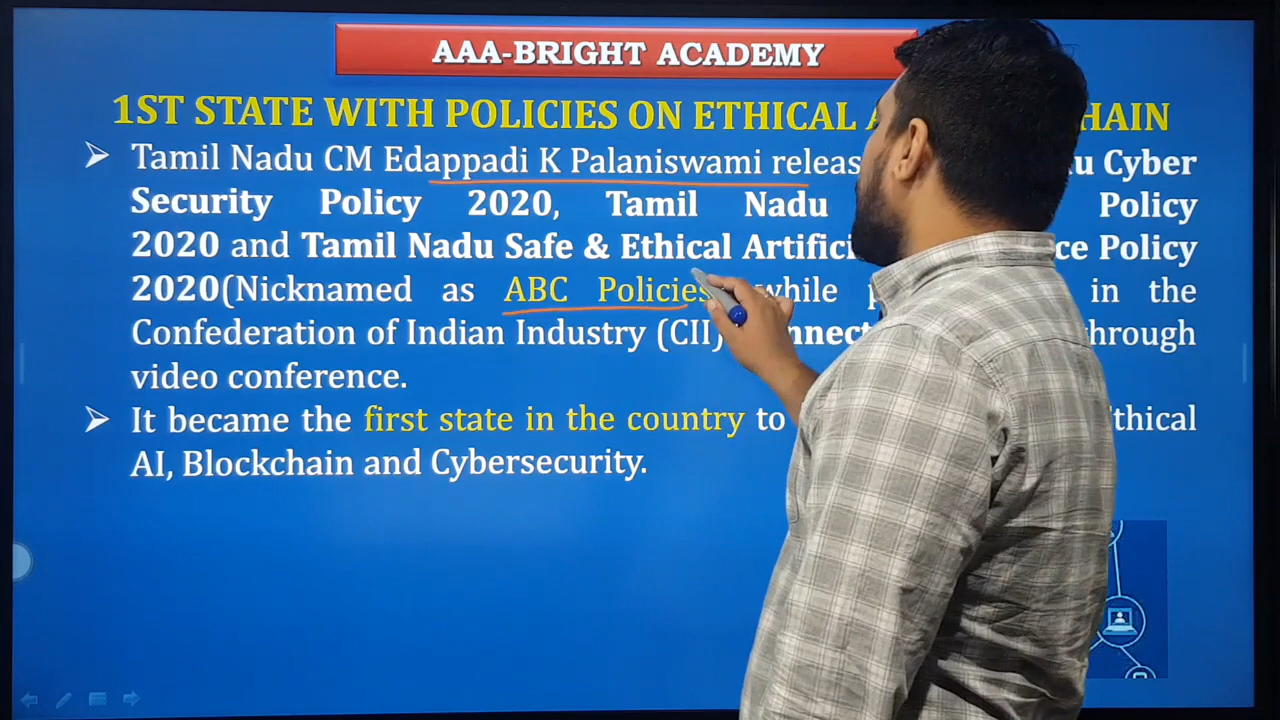 AAA-BRIGHT ACADEMY
1ST STATE WITH POLICIES ON ETHICAL HAIN
Tamil Nadu CM Edappadi K Palaniswami releas u Cyber
Security Policy 2020, Tamil Nadu Policy
2020 and Tamil Nadu Safe & Ethical Artifici ce Policy
2020(Nicknamed as ABC Policies while p in the
Confederation of Indian Industry (CII) nnect hrough
video conference.
It became the first state in the country to thical
AI, Blockchain and Cybersecurity.